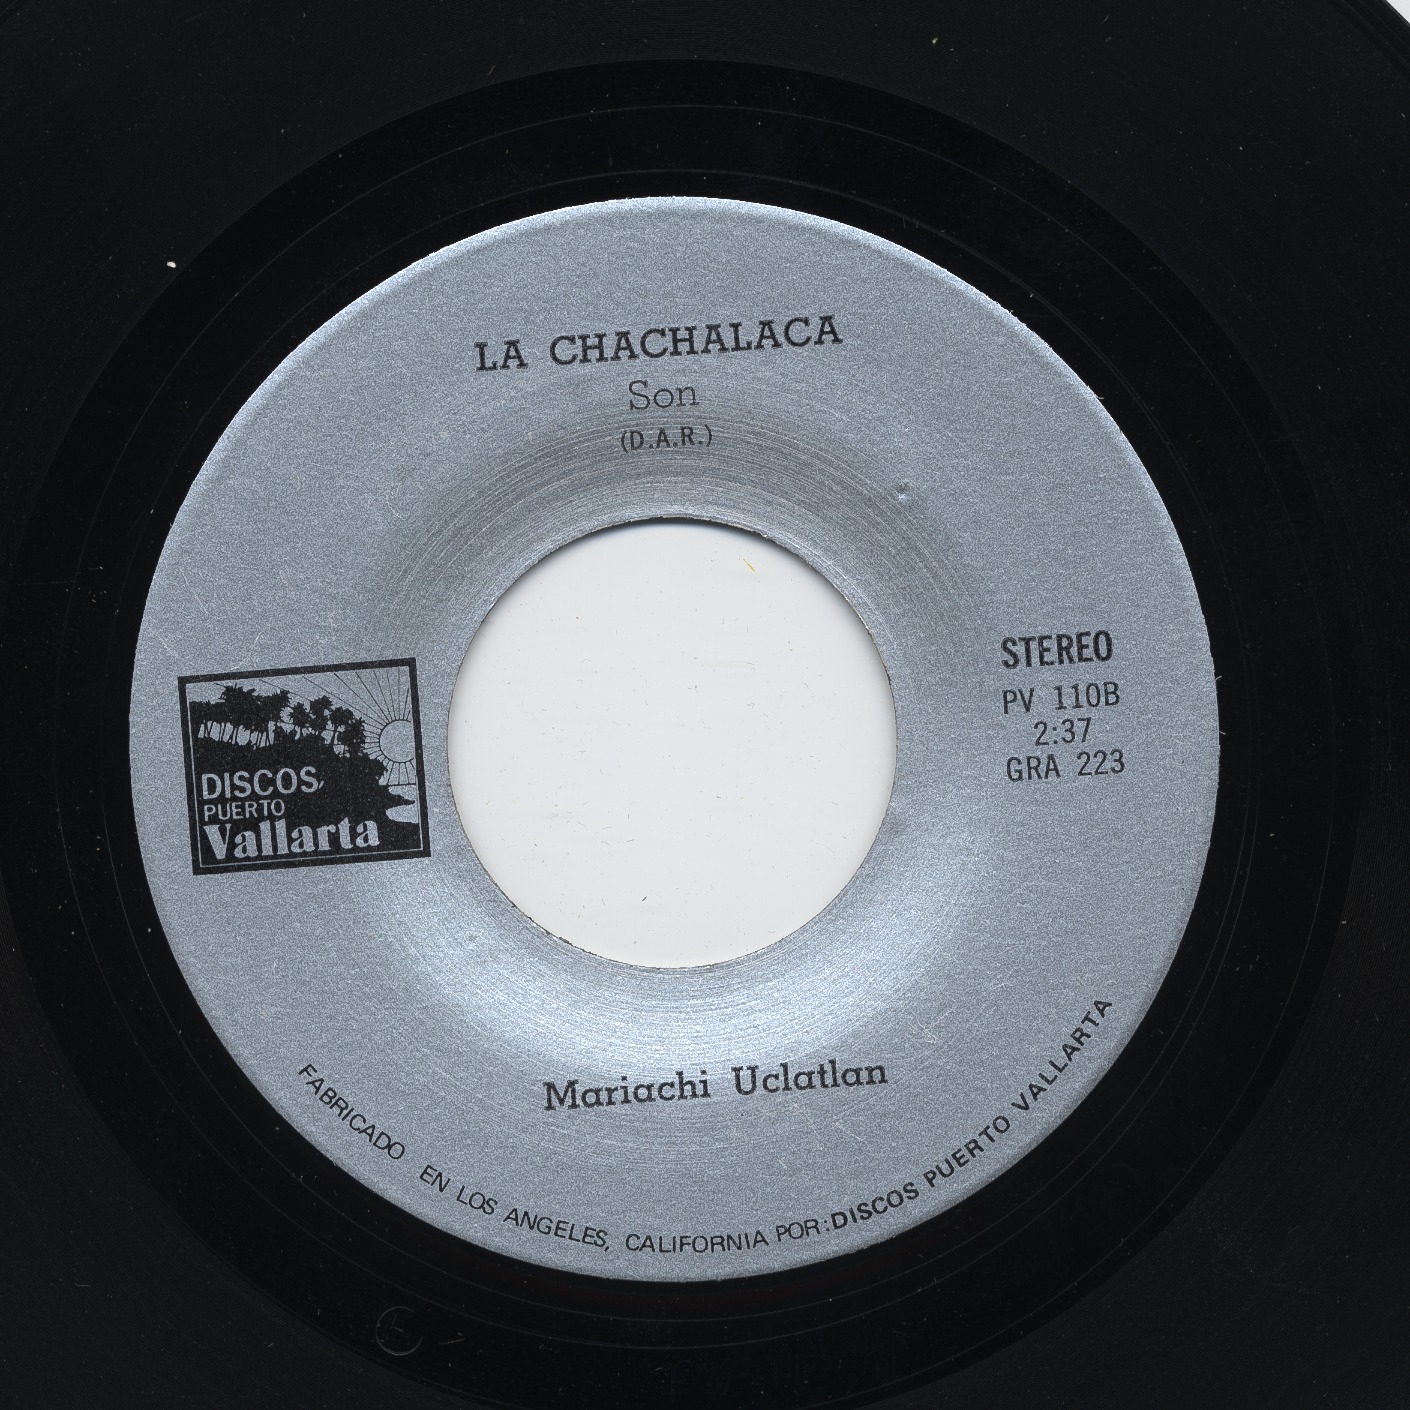 LA CHACHALACA
Son
(D.A.R.)
STEREO
PV 110B
2:37
GRA 223
DISCOS
PUERTO
Vallarta
Mariachi Uclatlan
FABRICADO EN LOS ANGELES, CALIFORNIA POR: DISCOS PUERTO VALLARTA